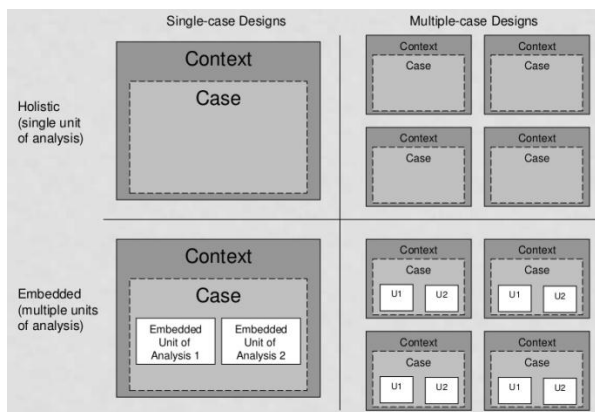 Single-case Designs
Multiple-case Designs
Holistic
(single unit
of analysis)
Context
Case
Context
Case
Context
Case
Context
Case
Context
Case
Embedded
(multiple units
of analysis)
Context
Case
Embedded
Unit of
Analysis 1
Embedded
Unit of
Analysis 2
Context
Case
U1
U2
Context
Case
U1
U2
Context
Case
U1
U2
Context
Case
U1
U2